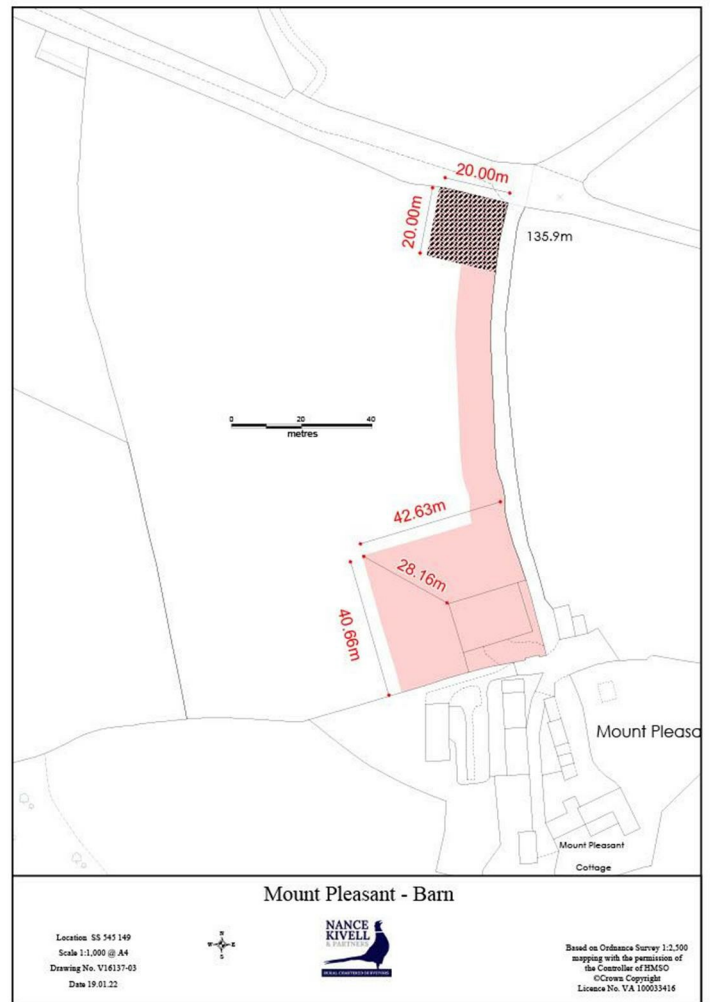 20.00m
20.00m
135.9m
0 20 40
metres
42.63m
28.16m
40.66m
Mount Pleasa
Mount Pleasant
Cottage
Mount Pleasant - Barn
Location SS 545 149
Scale 1:1,000 @ A4
Drawing No. V16137-03
Date 19.01.22
N
W E
S
NANCE
KIVELL
& PARTNERS
RURAL CHARTERED SURVEYORS
Based on Ordnance Survey 1:2,500
mapping with the permission of
the Controller of HMSO
©Crown Copyright
Licence No. VA 100033416